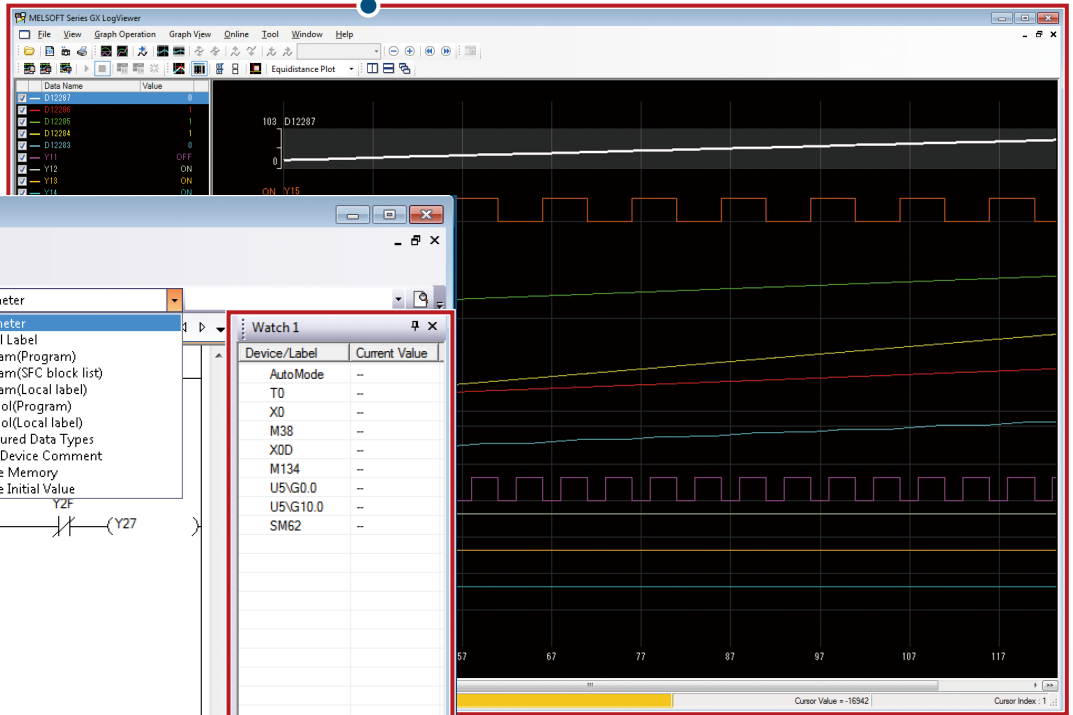 MELSOFT Series GX LogViewer
File View Graph Operation Graph View Online Tool Window Help
Equidistance Plot
Data Name Value
D12287 0
D12286 1
D12285 1
D12284 1
D12283 0
Y11 OFF
Y12 ON
Y13 ON
Y14 ON
103 D12287
0
ON Y15
neter
neter
l Label
am(Program)
am(SFC block list)
am(Local label)
ol(Program)
ol(Local label)
ured Data Types
Device Comment
e Memory
e Initial Value
Y2F
Y27
Watch 1
Device/Label Current Value
AutoMode --
T0 --
X0 --
M38 --
X0D --
M134 --
U5\G0.0 --
U5\G10.0 --
SM62 --
57 67 77 87 97 107 117
Cursor Value = -16942 Cursor Index : 1